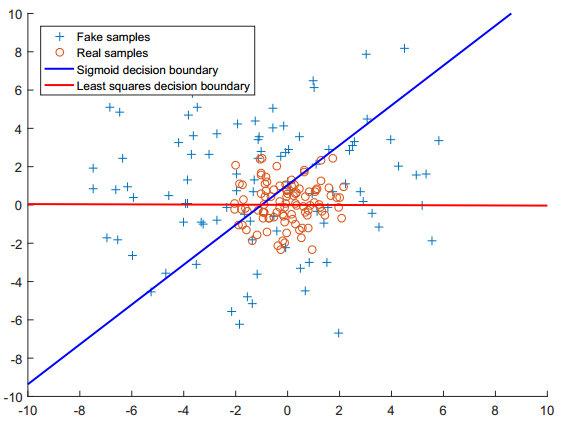 10
8
6
4
2
0
-2
-4
-6
-8
-10
Fake samples
Real samples
Sigmoid decision boundary
Least squares decision boundary
-10 -8 -6 -4 -2 0 2 4 6 8 10